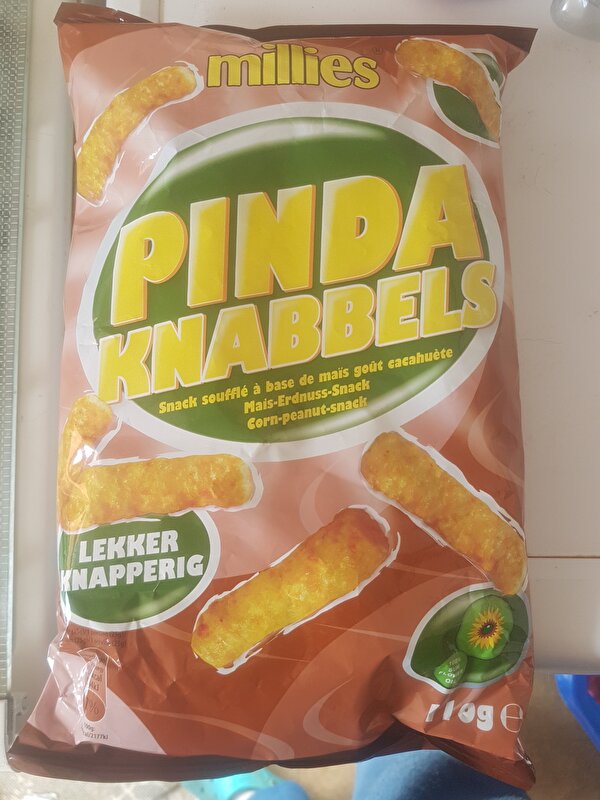 millies
PINDA
KNABBELS
Snack soufflé à base de maïs goût cacahuète
Mais-Erdnuss-Snack
Corn-peanut-snack
LEKKER
KNAPPERIG